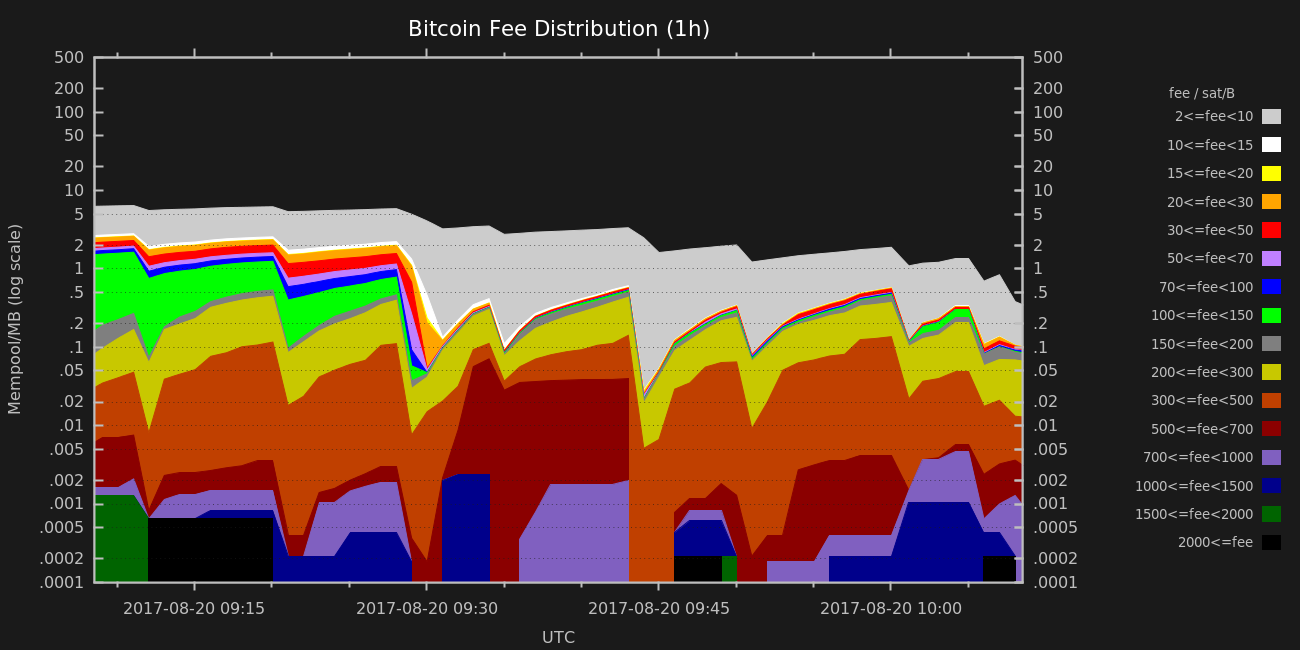 Bitcoin Fee Distribution (1h)
500
200
100
50
20
10
5
2
1
.5
.2
.1
.05
.02
.01
.005
.002
.001
.0005
.0002
.0001
Mempool/MB (log scale)
500
200
100
50
20
10
5
2
1
.5
.2
.1
.05
.02
.01
.005
.002
.001
.0005
.0002
.0001
2017-08-20 09:15
2017-08-20 09:30
2017-08-20 09:45
2017-08-20 10:00
UTC
fee / sat/B
2<=fee<10
10<=fee<15
15<=fee<20
20<=fee<30
30<=fee<50
50<=fee<70
70<=fee<100
100<=fee<150
150<=fee<200
200<=fee<300
300<=fee<500
500<=fee<700
700<=fee<1000
1000<=fee<1500
1500<=fee<2000
2000<=fee